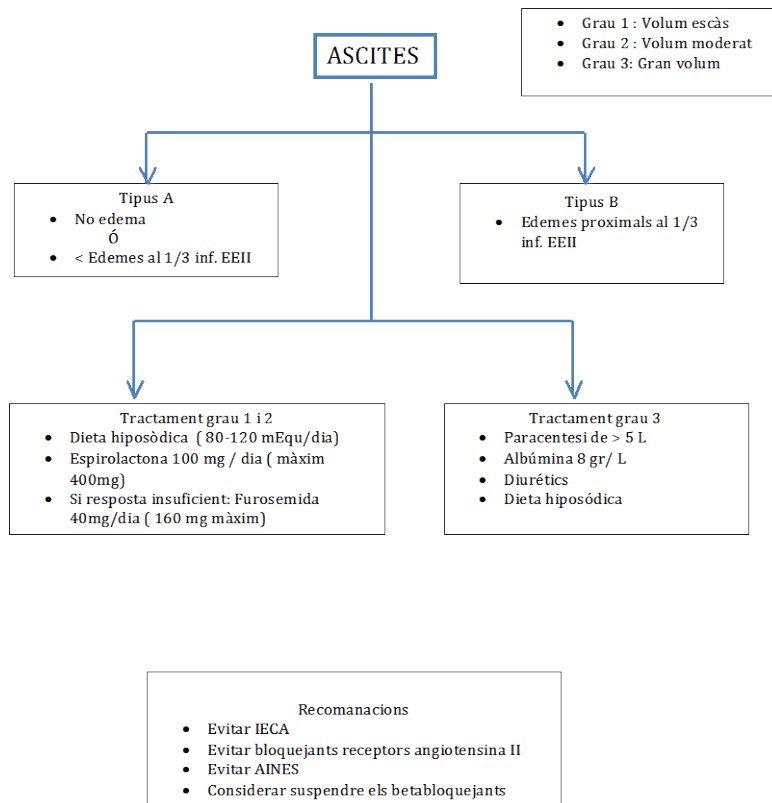 ASCITES
Grau 1 : Volum escàs
Grau 2 : Volum moderat
Grau 3: Gran volum
Tipus A
No edema
Ó
< Edemes al 1/3 inf. EEII
Tipus B
Edemes proximals al 1/3
inf. EEII
Tractament grau 1 i 2
Dieta hiposòdica ( 80-120 mEqu/dia)
Espirolactona 100 mg / dia ( màxim
400mg)
Si resposta insuficient: Furosemida
40mg/dia ( 160 mg màxim)
Tractament grau 3
Paracentesi de > 5 L
Albúmina 8 gr/ L
Diurétics
Dieta hiposódica
Recomanacions
Evitar IECA
Evitar bloquejants receptors angiotensina II
Evitar AINES
Considerar suspendre els betabloquejants